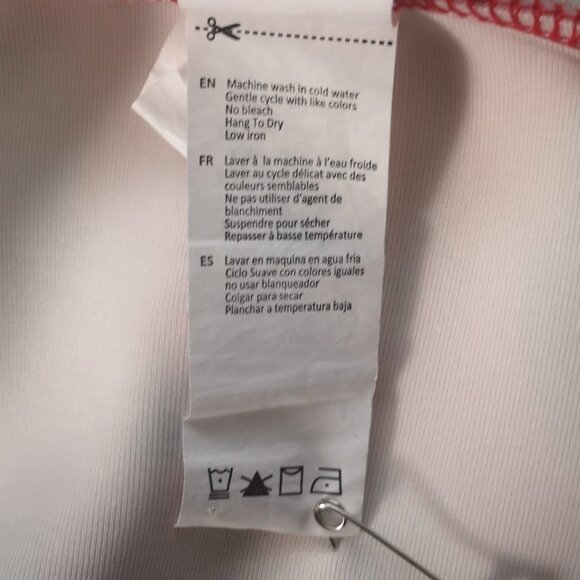 EN Machine wash in cold water
Gentle cycle with like colors
No bleach
Hang To Dry
Low iron
FR Laver à la machine à l'eau froide
Laver au cycle délicat avec des
couleurs semblables
Ne pas utiliser d'agent de
blanchiment
Suspendre pour sécher
Repasser à basse température
ES Lavar en maquina en agua fria
Ciclo Suave con colores iguales
no usar blanqueador
Colgar para secar
Planchar a temperatura baja